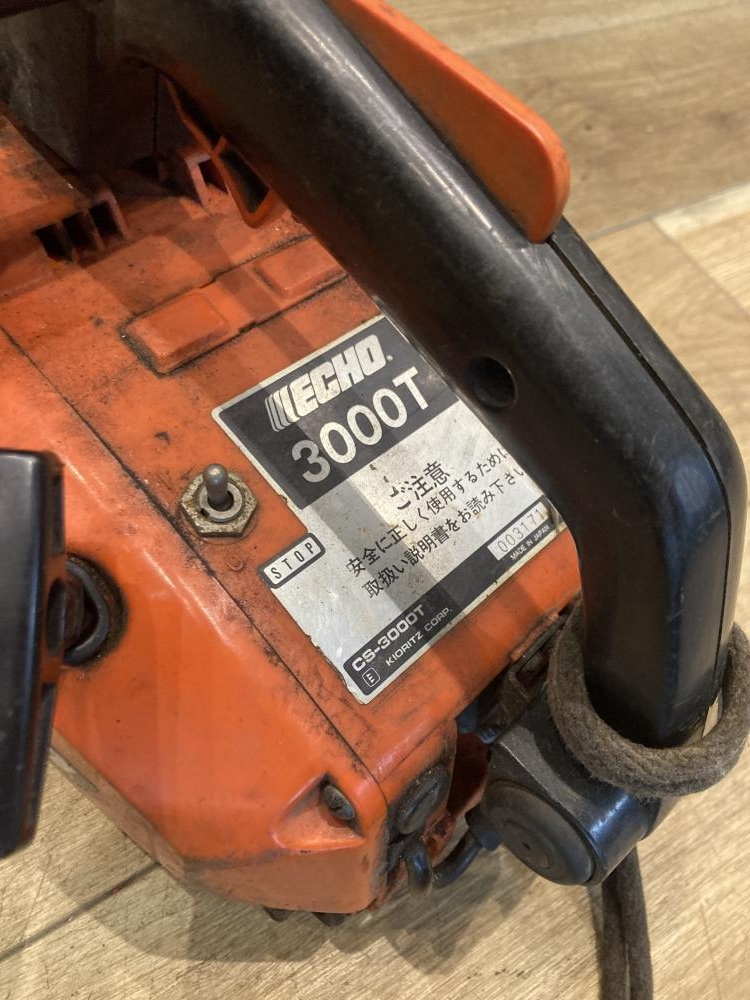 ECHO®
3000T
ご注意
安全に正しく使用するために
取扱い説明書をお読み下さい
STOP
003171
MADE IN JAPAN
CS-3000T
E KIORITZ CORP.